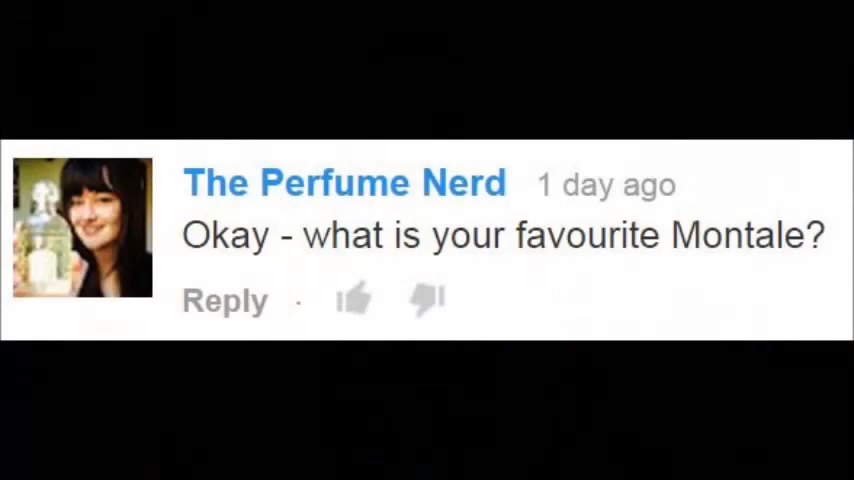 The Perfume Nerd 1 day ago
Okay - what is your favourite Montale?
Reply ·